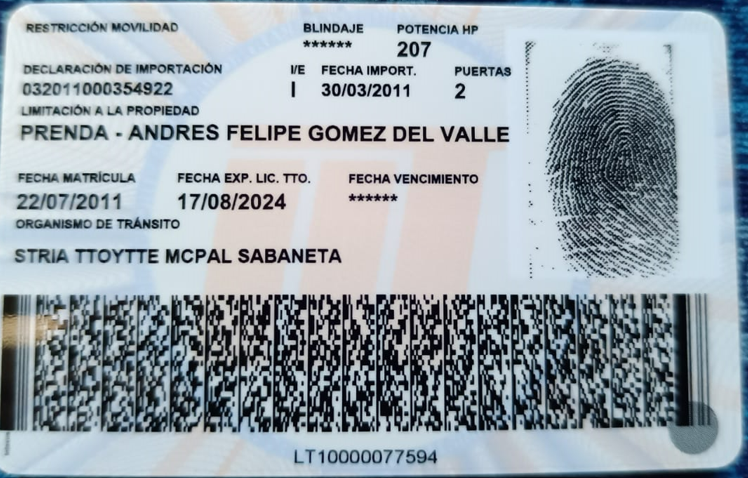 RESTRICCIÓN MOVILIDAD BLINDAJE POTENCIA HP
****** 207
DECLARACIÓN DE IMPORTACIÓN I/E FECHA IMPORT. PUERTAS
032011000354922 I 30/03/2011 2
LIMITACIÓN A LA PROPIEDAD
PRENDA - ANDRES FELIPE GOMEZ DEL VALLE
FECHA MATRÍCULA FECHA EXP. LIC. TTO. FECHA VENCIMIENTO
22/07/2011 17/08/2024 ******
ORGANISMO DE TRÁNSITO
STRIA TTOYTTE MCPAL SABANETA
LT10000077594